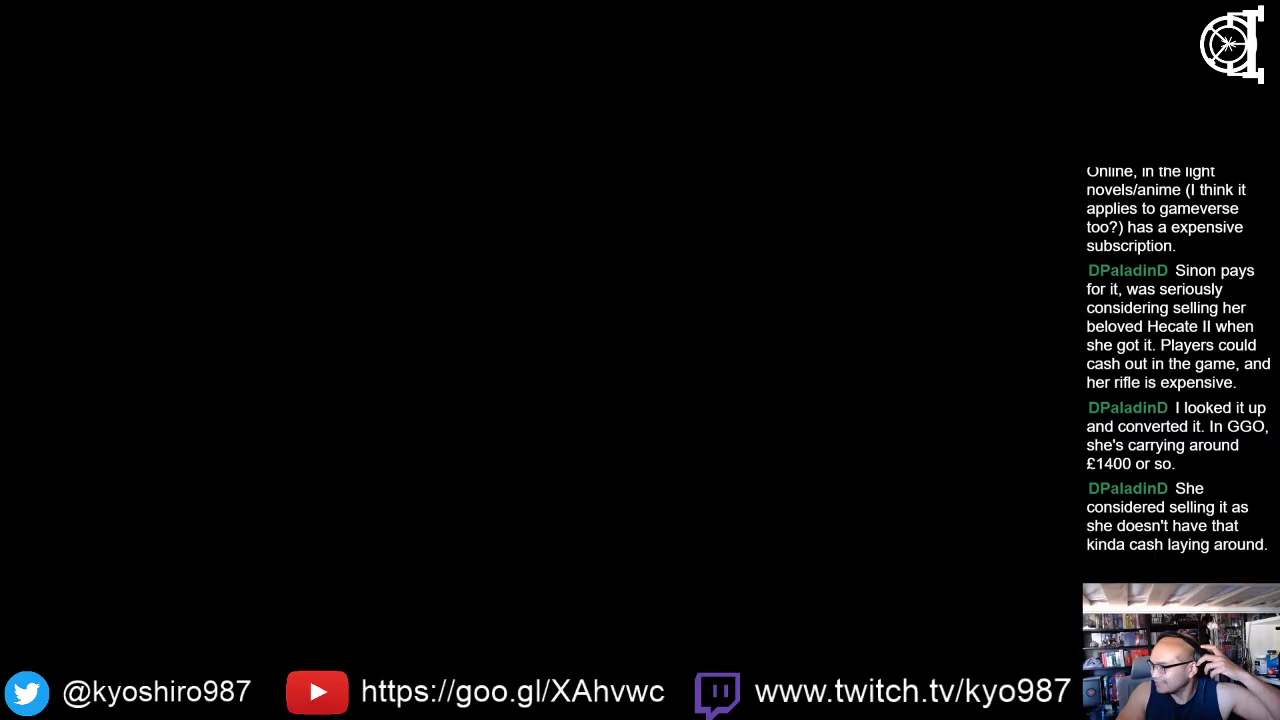 Online, in the light
novels/anime (I think it
applies to gameverse
too?) has a expensive
subscription.
DPaladinD Sinon pays
for it, was seriously
considering selling her
beloved Hecate II when
she got it. Players could
cash out in the game, and
her rifle is expensive.
DPaladinD I looked it up
and converted it. In GGO,
she's carrying around
£1400 or so.
DPaladinD She
considered selling it as
she doesn't have that
kinda cash laying around.
@kyoshiro987
https://goo.gl/XAhvwc
www.twitch.tv/kyo987